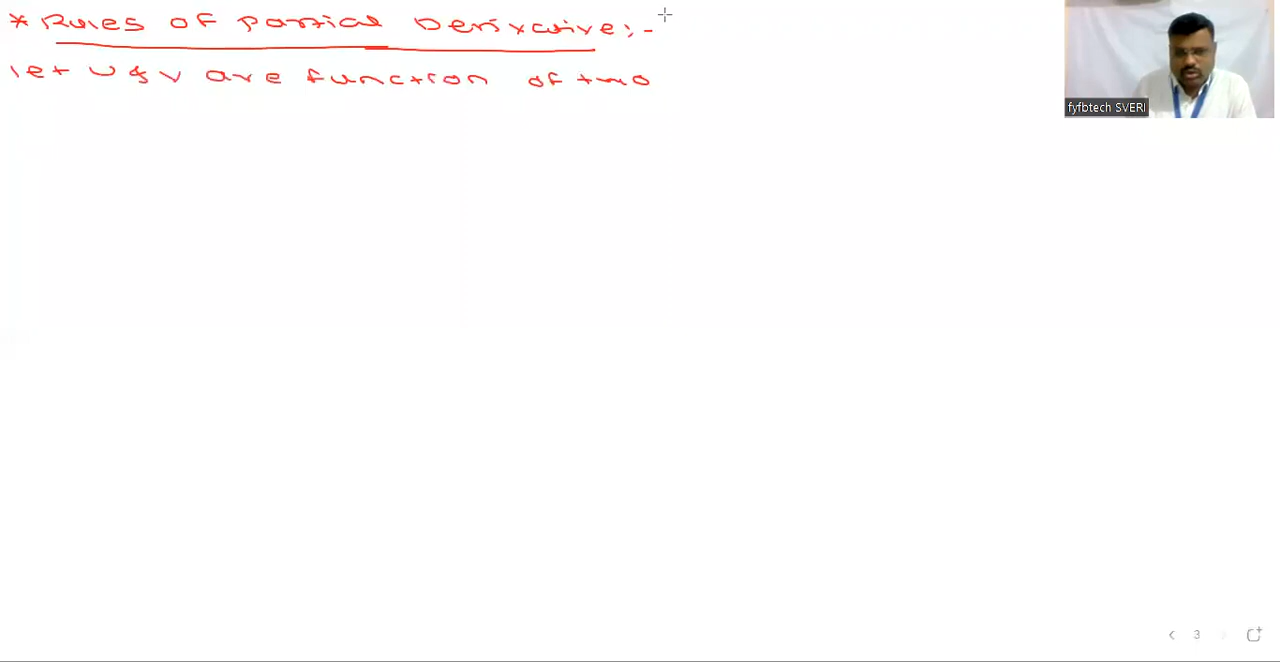 * Rules of partial Derivative:-
let u & v are function of two
fyfbtech SVERI
3